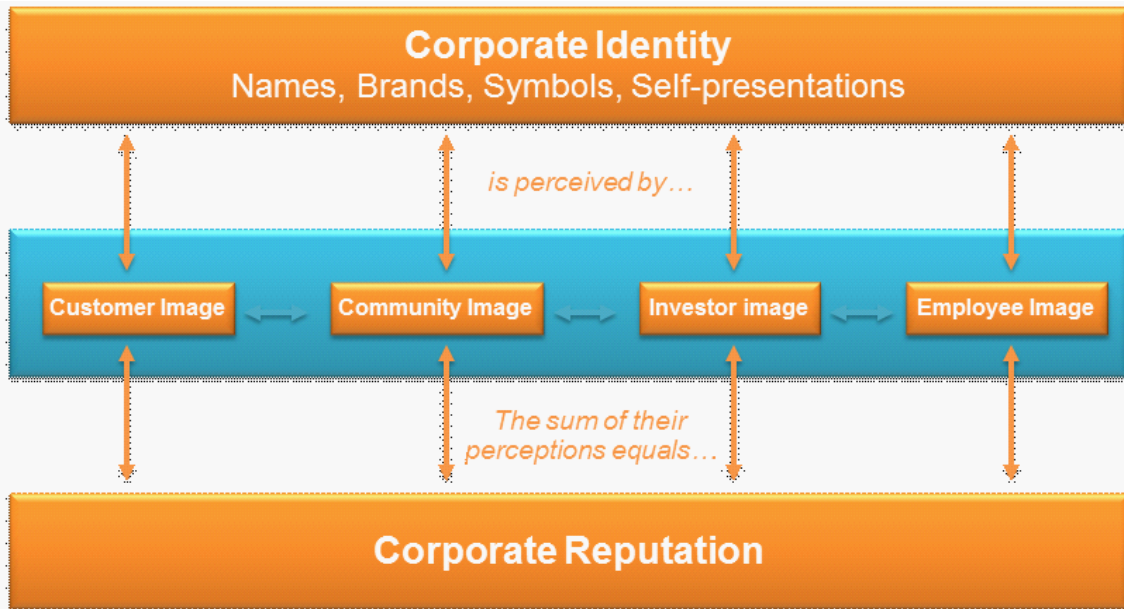 Corporate Identity
Names, Brands, Symbols, Self-presentations
is perceived by…
Customer Image
Community Image
Investor image
Employee Image
The sum of their
perceptions equals…
Corporate Reputation